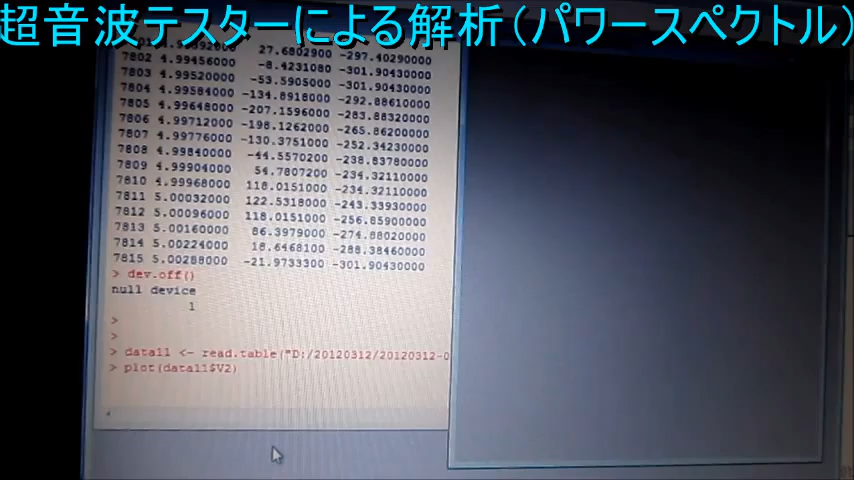 超音波テスターによる解析(パワースペクトル)
7802 4.99456000 -8.4231080 -301.90430000
7803 4.99520000 -53.5905000 -301.90430000
7804 4.99584000 -134.8918000 -292.88610000
7805 4.99648000 -207.1596000 -283.88320000
7806 4.99712000 -198.1262000 -265.86200000
7807 4.99776000 -130.3751000 -252.34230000
7808 4.99840000 -44.5570200 -238.83780000
7809 4.99904000 54.7807200 -234.32110000
7810 4.99968000 118.0151000 -234.32110000
7811 5.00032000 122.5318000 -243.33930000
7812 5.00096000 118.0151000 -256.85900000
7813 5.00160000 86.3979000 -274.88020000
7814 5.00224000 18.6468100 -288.38460000
7815 5.00288000 -21.9733300 -301.90430000
> dev.off()
null device
1
>
>
> data11 <- read.table("D:/20120312/20120312-0
> plot(data11$V2)